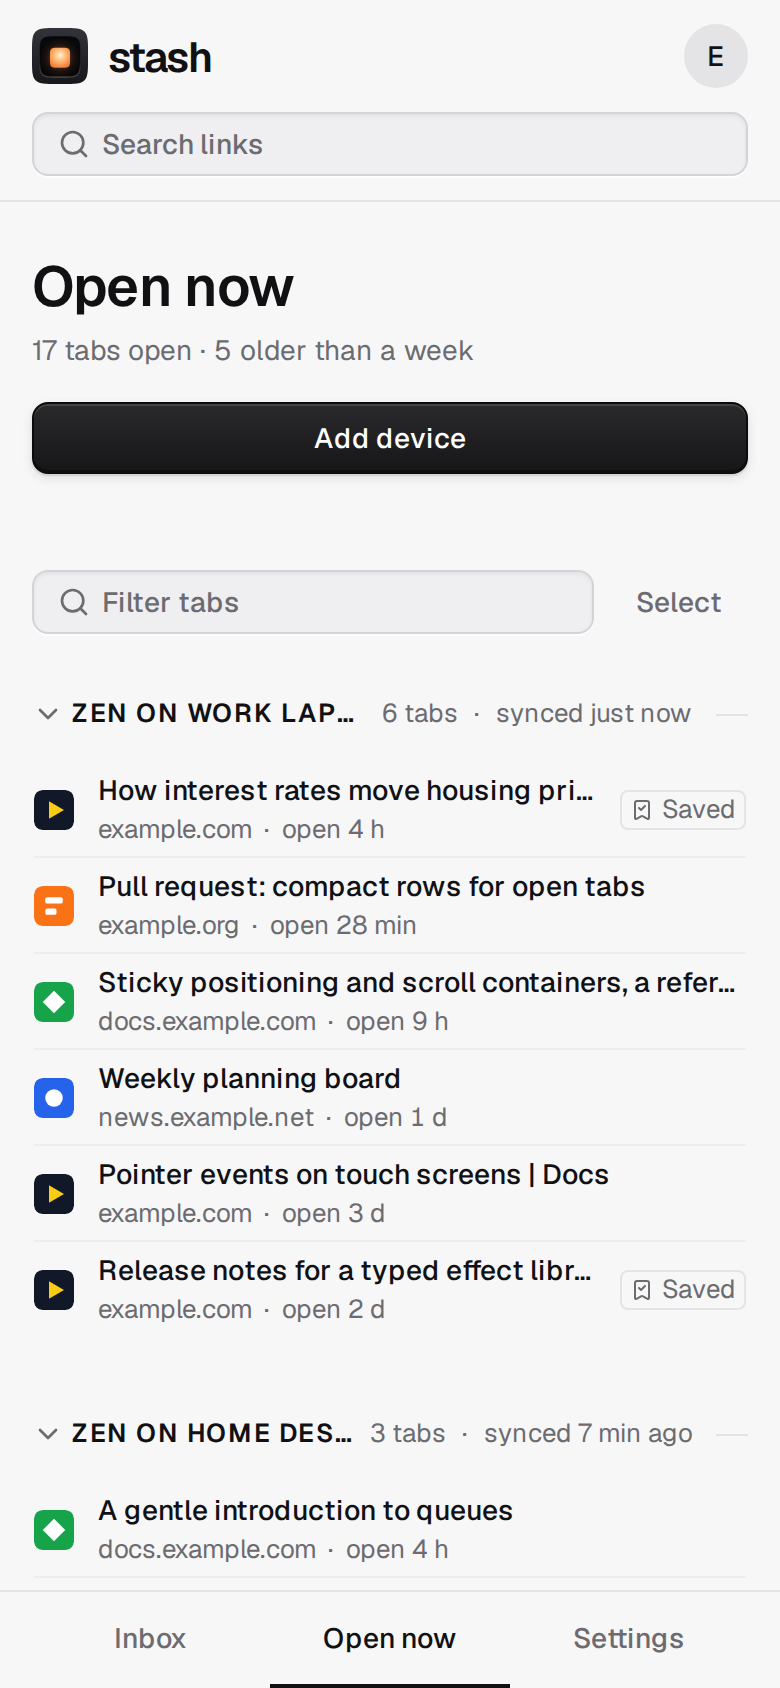 stash
E
Search links
Open now
17 tabs open · 5 older than a week
Add device
Filter tabs
Select
ZEN ON WORK LAP... 6 tabs · synced just now
How interest rates move housing pri...
example.com · open 4 h
Saved
Pull request: compact rows for open tabs
example.org · open 28 min
Sticky positioning and scroll containers, a refer...
docs.example.com · open 9 h
Weekly planning board
news.example.net · open 1 d
Pointer events on touch screens | Docs
example.com · open 3 d
Release notes for a typed effect libr...
example.com · open 2 d
Saved
ZEN ON HOME DES... 3 tabs · synced 7 min ago
A gentle introduction to queues
docs.example.com · open 4 h
Inbox
Open now
Settings